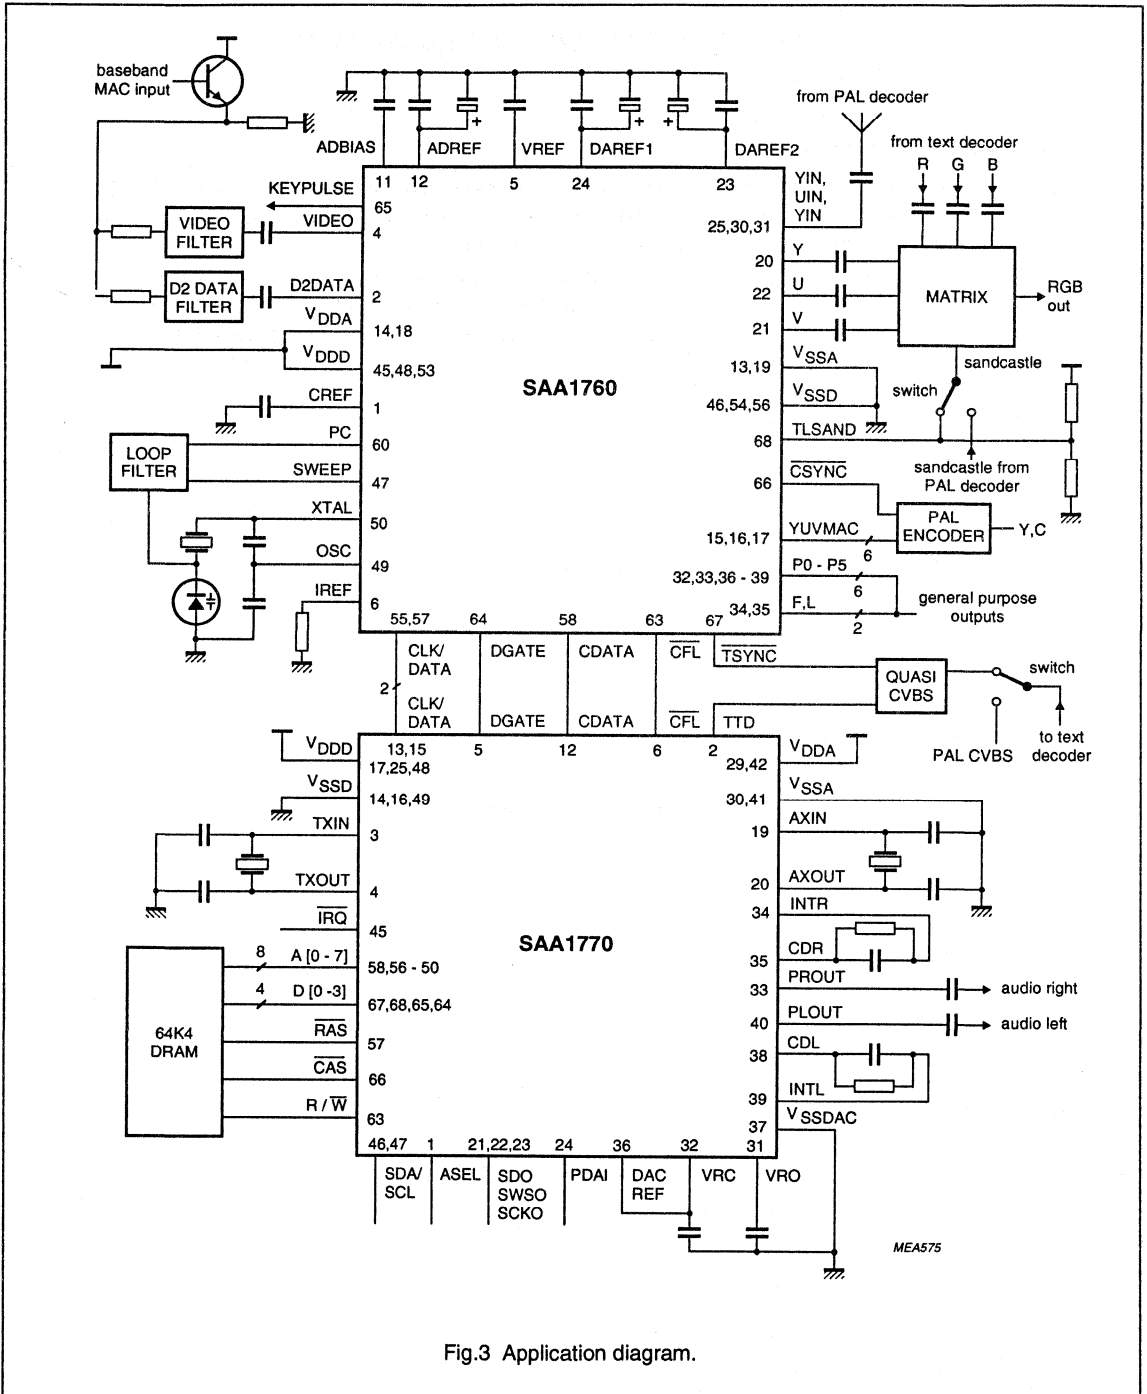 baseband
MAC input
from PAL decoder
from text decoder
R G B
ADBIAS ADREF VREF DAREF1 DAREF2
11 12 5 24 23
YIN,
UIN,
YIN
25,30,31
KEYPULSE
65
VIDEO
4
VIDEO
FILTER
D2 DATA
FILTER
D2DATA
2
VDDA
14,18
VDDD
45,48,53
CREF
1
PC
60
LOOP
FILTER
SWEEP
47
XTAL
50
OSC
49
IREF
6
SAA1760
Y
20
U
22
V
21
MATRIX
RGB
out
VSSA
13,19
sandcastle
switch
VSSD
46,54,56
TLSAND
68
sandcastle from
PAL decoder
CSYNC
66
PAL
ENCODER
Y,C
YUVMAC
15,16,17
6
P0 - P5
32,33,36 - 39
6
F,L
34,35
2
general purpose
outputs
55,57 64 58 63 67
CLK/
DATA
DGATE CDATA CFL TSYNC
2
CLK/
DATA
DGATE CDATA CFL TTD
QUASI
CVBS
switch
PAL CVBS
to text
decoder
13,15 5 12 6 2
VDDD
17,25,48
VSSD
14,16,49
TXIN
3
TXOUT
4
IRQ
45
8
A [0 - 7]
58,56 - 50
4
D [0 -3]
67,68,65,64
64K4
DRAM
RAS
57
CAS
66
R / W
63
SAA1770
VDDA
29,42
VSSA
30,41
AXIN
19
AXOUT
20
INTR
34
CDR
35
PROUT
33
audio right
PLOUT
40
audio left
CDL
38
INTL
39
VSSDAC
37
46,47 1 21,22,23 24 36 32 31
SDA/
SCL
ASEL
SDO
SWSO
SCKO
PDAI
DAC
REF
VRC VRO
MEA575
Fig.3 Application diagram.